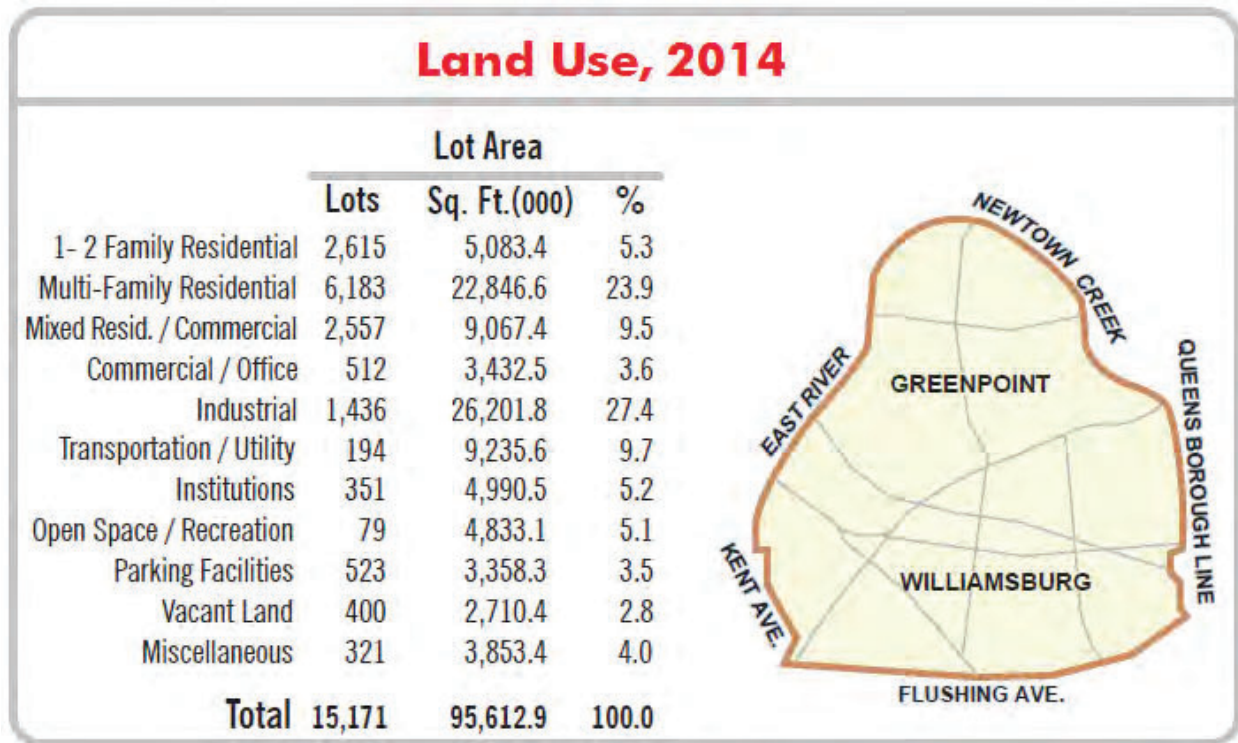 Land Use, 2014
Lot Area
Lots Sq. Ft.(000) %
1- 2 Family Residential 2,615 5,083.4 5.3
Multi-Family Residential 6,183 22,846.6 23.9
Mixed Resid. / Commercial 2,557 9,067.4 9.5
Commercial / Office 512 3,432.5 3.6
Industrial 1,436 26,201.8 27.4
Transportation / Utility 194 9,235.6 9.7
Institutions 351 4,990.5 5.2
Open Space / Recreation 79 4,833.1 5.1
Parking Facilities 523 3,358.3 3.5
Vacant Land 400 2,710.4 2.8
Miscellaneous 321 3,853.4 4.0
Total 15,171 95,612.9 100.0
NEWTOWN CREEK
GREENPOINT
EAST RIVER
QUEENS BOROUGH LINE
KENT AVE.
WILLIAMSBURG
FLUSHING AVE.